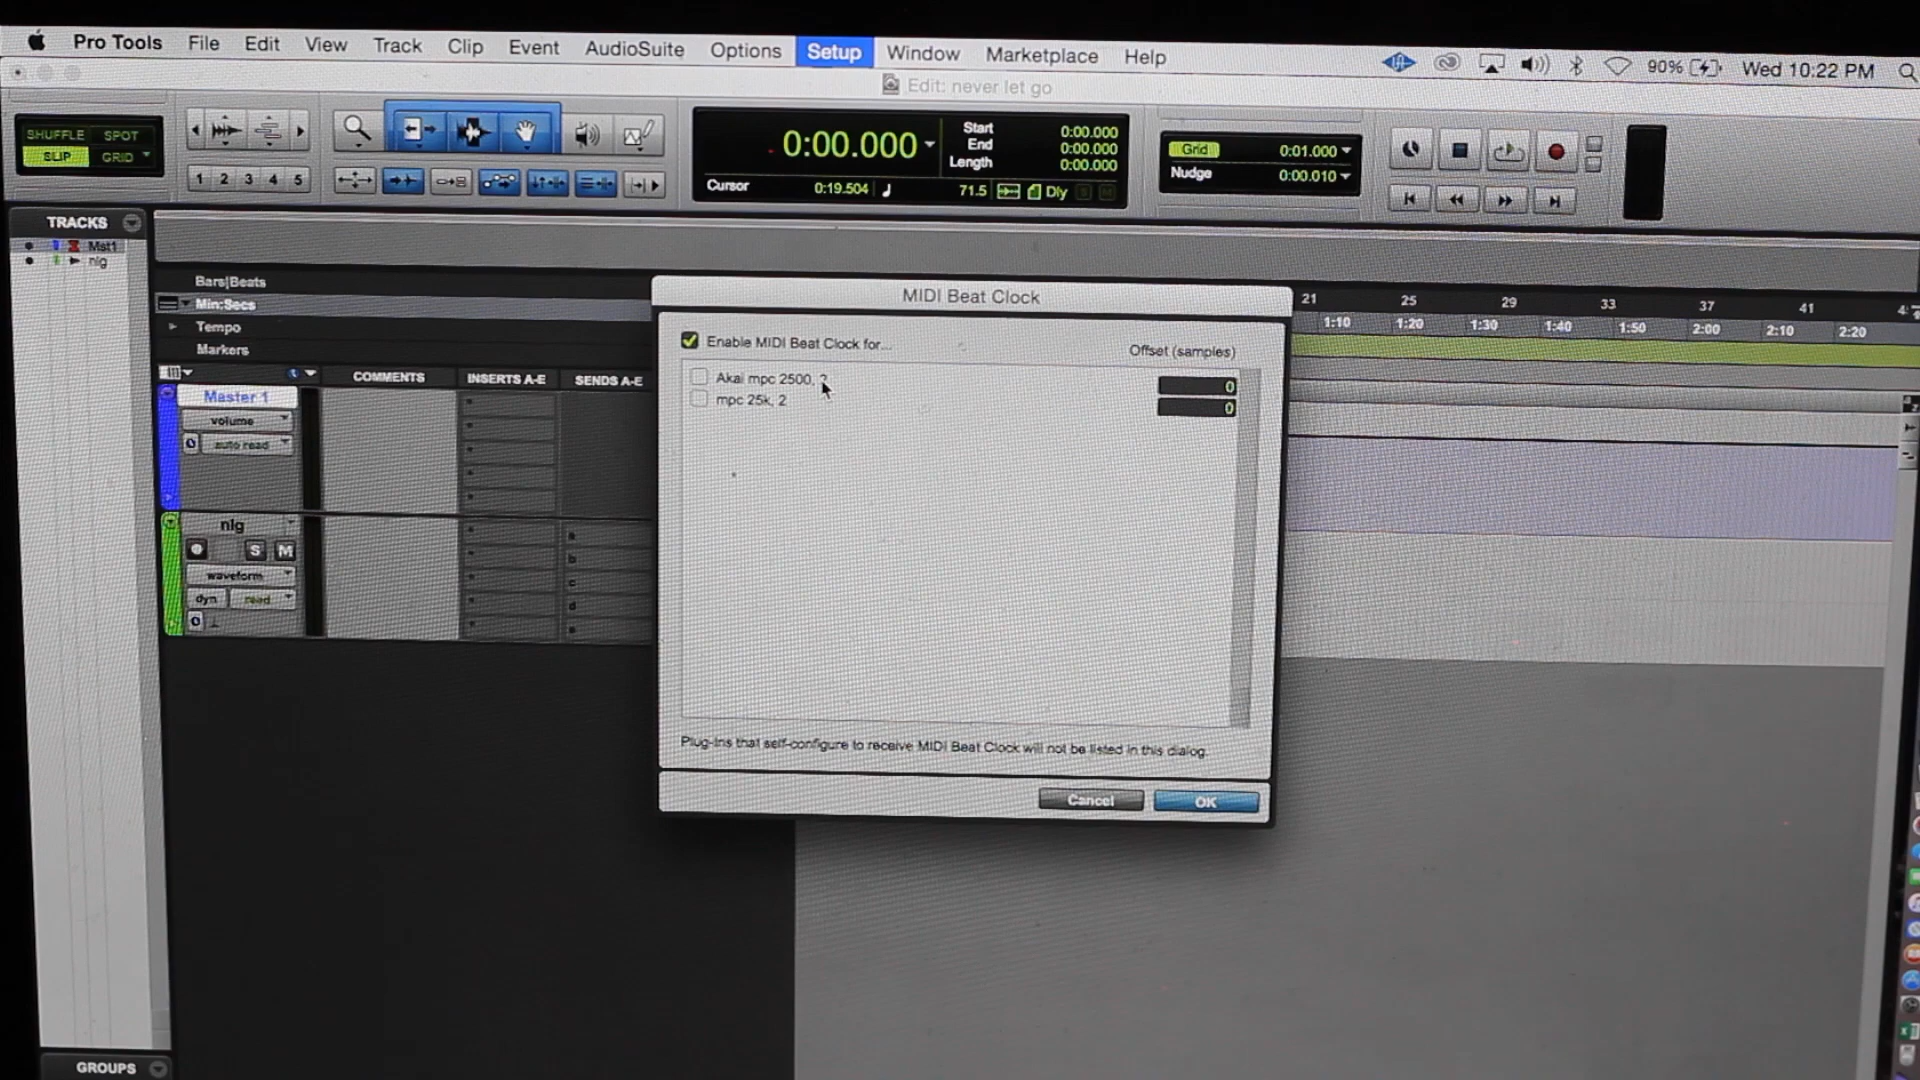 Pro Tools File Edit View Track Clip Event AudioSuite Options Setup Window Marketplace Help 90% Wed 10:22 PM
Edit: never let go
SHUFFLE SPOT
SLIP GRID
1 2 3 4 5
0:00.000
Start 0:00.000
End 0:00.000
Length 0:00.000
Cursor 0:19.504 71.5 Dly
Grid 0:01.000
Nudge 0:00.010
TRACKS
Mst1
nlg
Bars|Beats
Min:Secs
Tempo
Markers
21 25 29 33 37 41
1:10 1:20 1:30 1:40 1:50 2:00 2:10 2:20
COMMENTS INSERTS A-E SENDS A-E
Master 1
volume
auto read
nlg
S M
waveform
dyn read
a
b
c
d
MIDI Beat Clock
Enable MIDI Beat Clock for...
Offset (samples)
Akai mpc 2500, 0
mpc 25k, 2 0
Plug-Ins that self-configure to receive MIDI Beat Clock will not be listed in this dialog.
Cancel OK
GROUPS